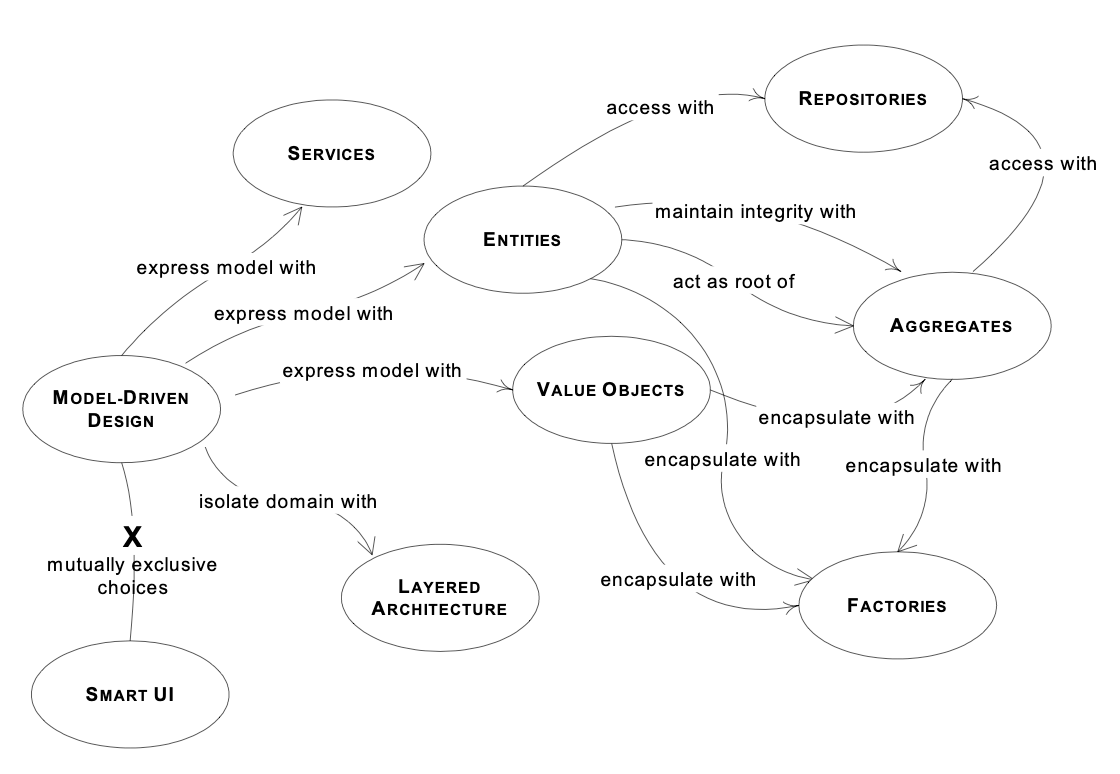 REPOSITORIES
access with
SERVICES
access with
maintain integrity with
ENTITIES
express model with
act as root of
express model with
AGGREGATES
express model with
VALUE OBJECTS
MODEL-DRIVEN
DESIGN
encapsulate with
encapsulate with
encapsulate with
isolate domain with
X
mutually exclusive
choices
encapsulate with
LAYERED
ARCHITECTURE
FACTORIES
SMART UI